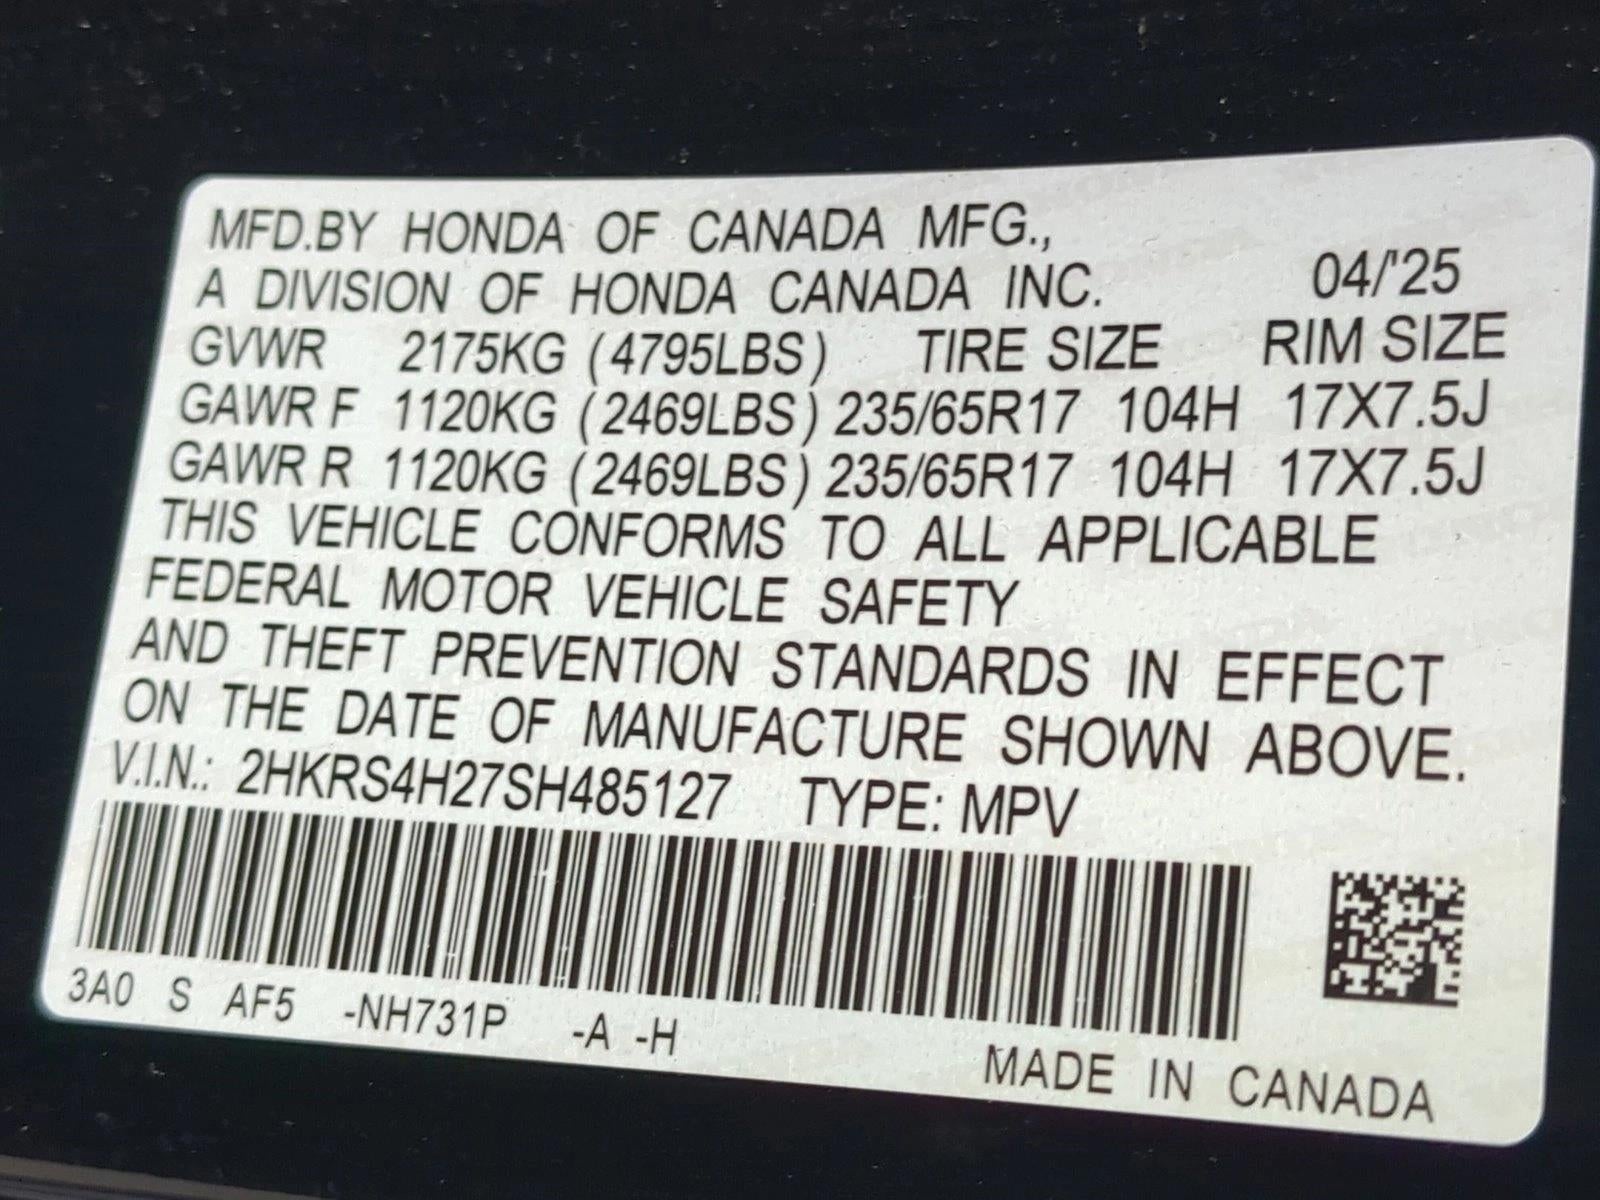 MFD.BY HONDA OF CANADA MFG.,
A DIVISION OF HONDA CANADA INC. 04/'25
GVWR 2175KG (4795LBS) TIRE SIZE RIM SIZE
GAWR F 1120KG (2469LBS) 235/65R17 104H 17X7.5J
GAWR R 1120KG (2469LBS) 235/65R17 104H 17X7.5J
THIS VEHICLE CONFORMS TO ALL APPLICABLE
FEDERAL MOTOR VEHICLE SAFETY
AND THEFT PREVENTION STANDARDS IN EFFECT
ON THE DATE OF MANUFACTURE SHOWN ABOVE.
V.I.N.: 2HKRS4H27SH485127 TYPE: MPV
3A0 S AF5 -NH731P -A -H
MADE IN CANADA